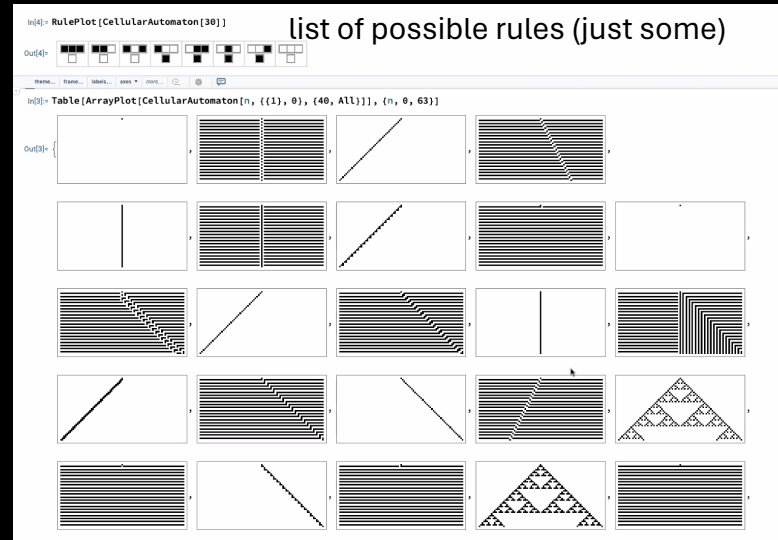 list of possible rules (just some)
In[4]:= RulePlot[CellularAutomaton[30]]
Out[4]=
theme... frame... labels... axes more...
In[3]:= Table[ArrayPlot[CellularAutomaton[n, {{1}, 0}, {40, All}]], {n, 0, 63}]
Out[3]= {
, , , ,
, , , , ,
, , , , ,
, , , , ,
, , , , ,